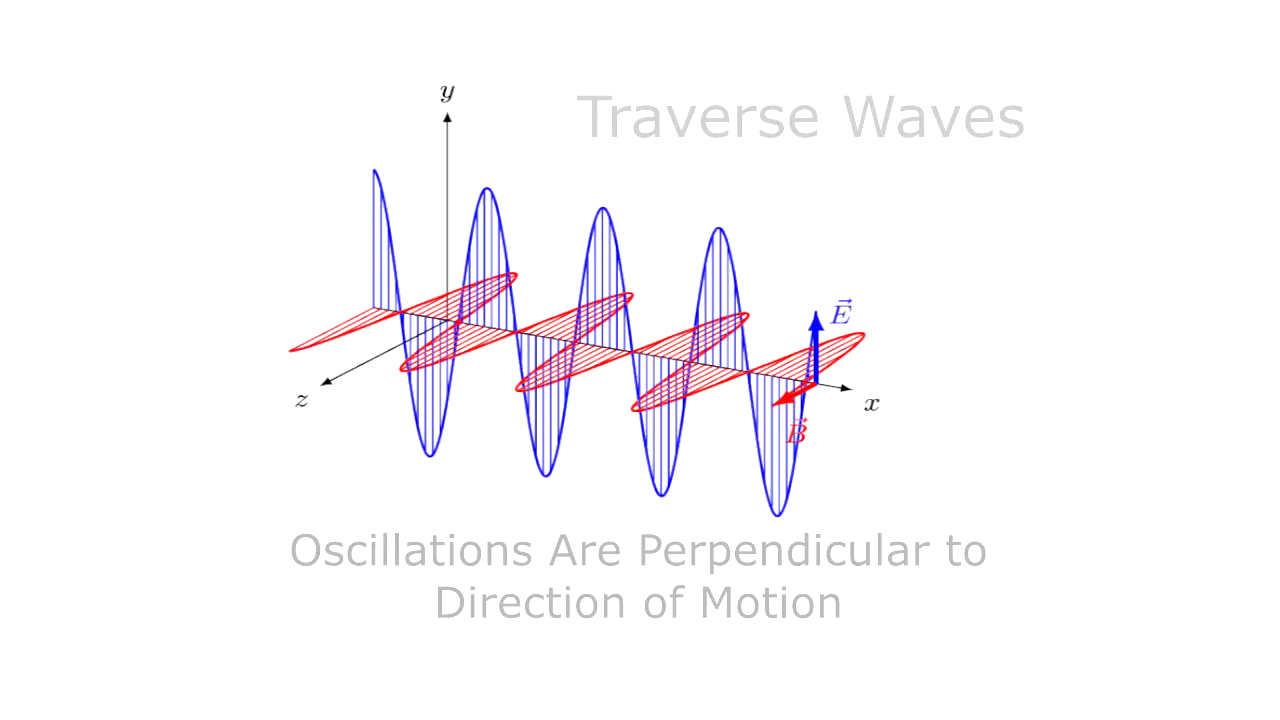 y
Traverse Waves
E⃗
z
x
B⃗
Oscillations Are Perpendicular to
Direction of Motion